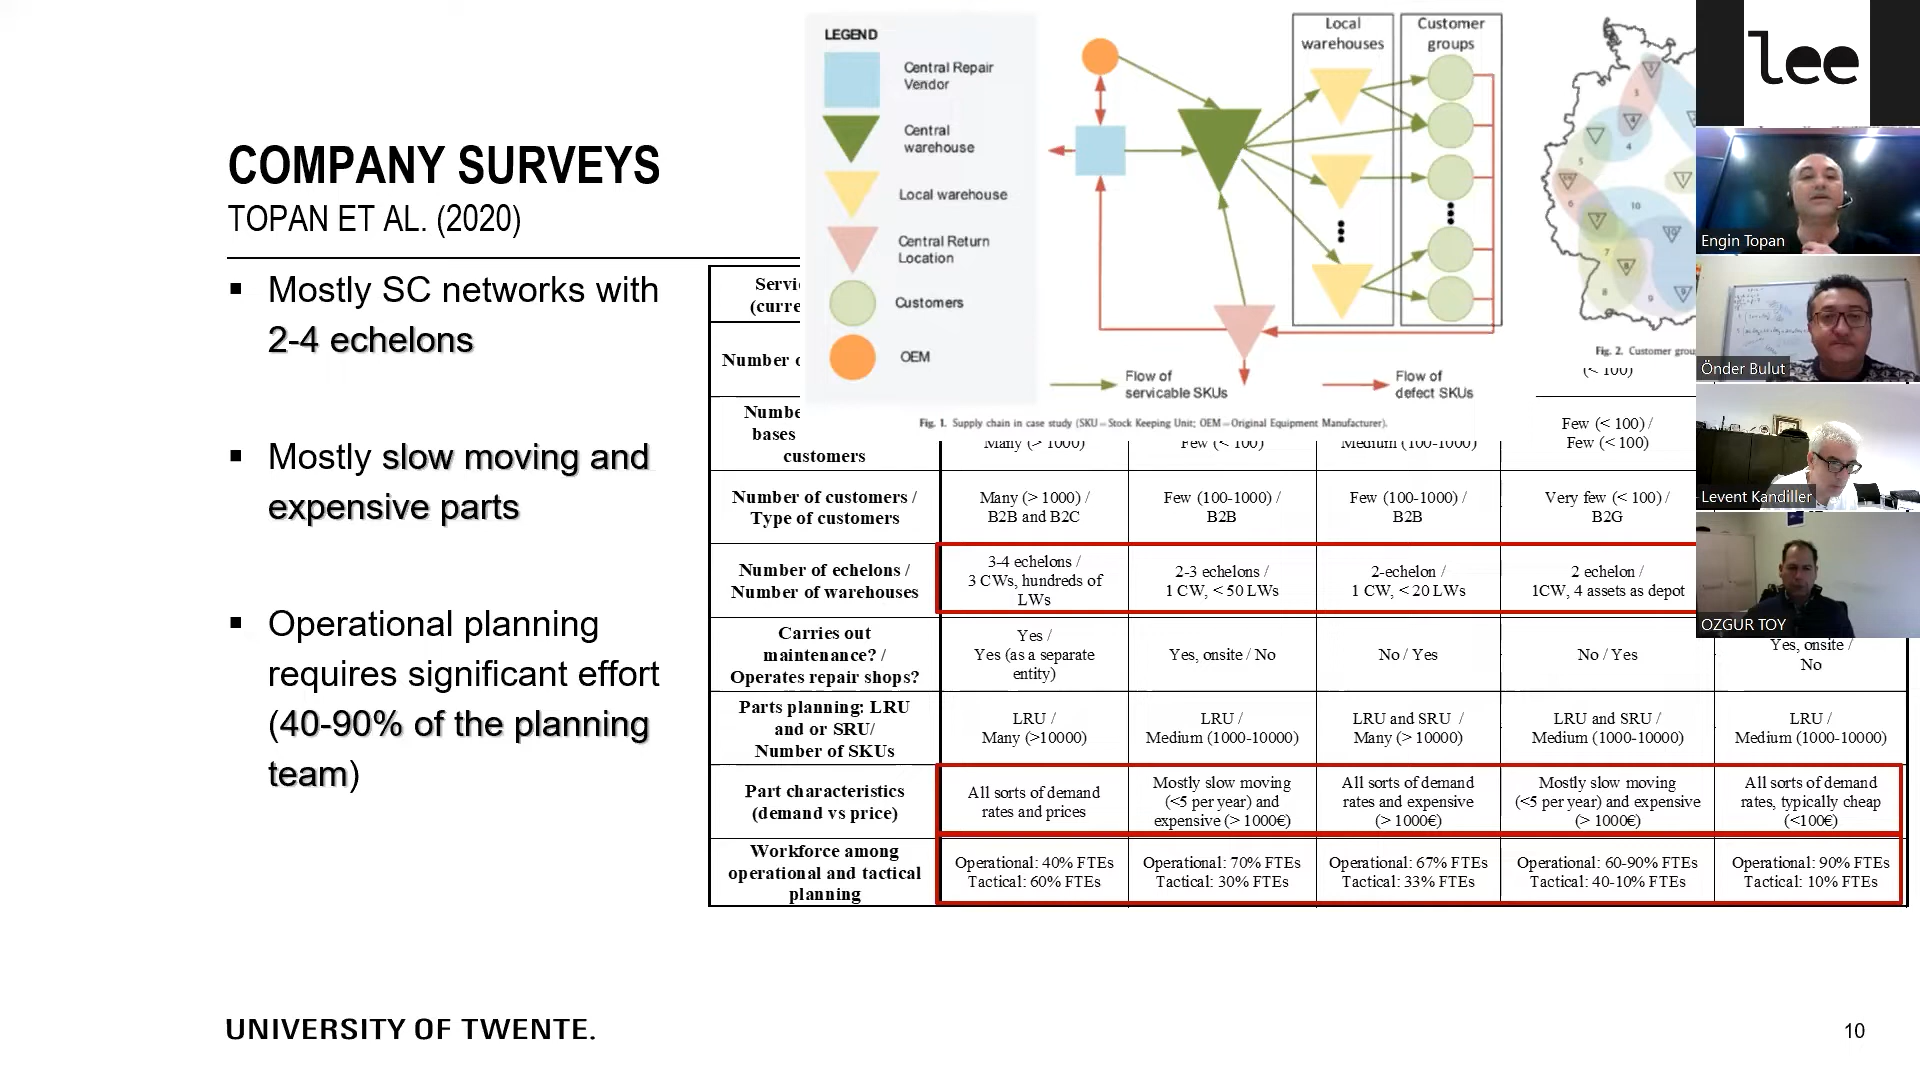 COMPANY SURVEYS
TOPAN ET AL. (2020)
▪ Mostly SC networks with
2-4 echelons
▪ Mostly slow moving and
expensive parts
▪ Operational planning
requires significant effort
(40-90% of the planning
team)
LEGEND
Central Repair
Vendor
Central
warehouse
Local warehouse
Central Return
Location
Customers
OEM
Local
warehouses
Customer
groups
Flow of
servicable SKUs
Flow of
defect SKUs
Fig. 1. Supply chain in case study (SKU=Stock Keeping Unit; OEM=Original Equipment Manufacturer).
Fig. 2. Customer
(< 100)
bases
customers
Many (> 1000)
Few (< 100)
Medium (100-1000)
Few (< 100) /
Few (< 100)
Number of customers /
Type of customers
Many (> 1000) /
B2B and B2C
Few (100-1000) /
B2B
Few (100-1000) /
B2B
Very few (< 100) /
B2G
Number of echelons /
Number of warehouses
3-4 echelons /
3 CWs, hundreds of
LWs
2-3 echelons /
1 CW, < 50 LWs
2-echelon /
1 CW, < 20 LWs
2 echelon /
1CW, 4 assets as depot
Carries out
maintenance? /
Operates repair shops?
Yes /
Yes (as a separate
entity)
Yes, onsite / No
No / Yes
No / Yes
Yes, onsite /
No
Parts planning: LRU
and or SRU/
Number of SKUs
LRU /
Many (>10000)
LRU /
Medium (1000-10000)
LRU and SRU /
Many (> 10000)
LRU and SRU /
Medium (1000-10000)
LRU /
Medium (1000-10000)
Part characteristics
(demand vs price)
All sorts of demand
rates and prices
Mostly slow moving
(<5 per year) and
expensive (> 1000€)
All sorts of demand
rates and expensive
(> 1000€)
Mostly slow moving
(<5 per year) and expensive
(> 1000€)
All sorts of demand
rates, typically cheap
(<100€)
Workforce among
operational and tactical
planning
Operational: 40% FTEs
Tactical: 60% FTEs
Operational: 70% FTEs
Tactical: 30% FTEs
Operational: 67% FTEs
Tactical: 33% FTEs
Operational: 60-90% FTEs
Tactical: 40-10% FTEs
Operational: 90% FTEs
Tactical: 10% FTEs
lee
Engin Topan
Önder Bulut
Levent Kandiller
OZGUR TOY
UNIVERSITY OF TWENTE.
10